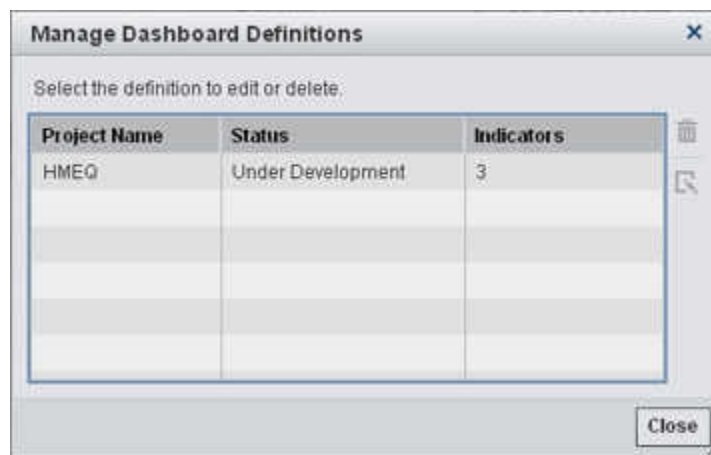 Manage Dashboard Definitions
Select the definition to edit or delete.
Project Name Status Indicators
HMEQ Under Development 3
Close